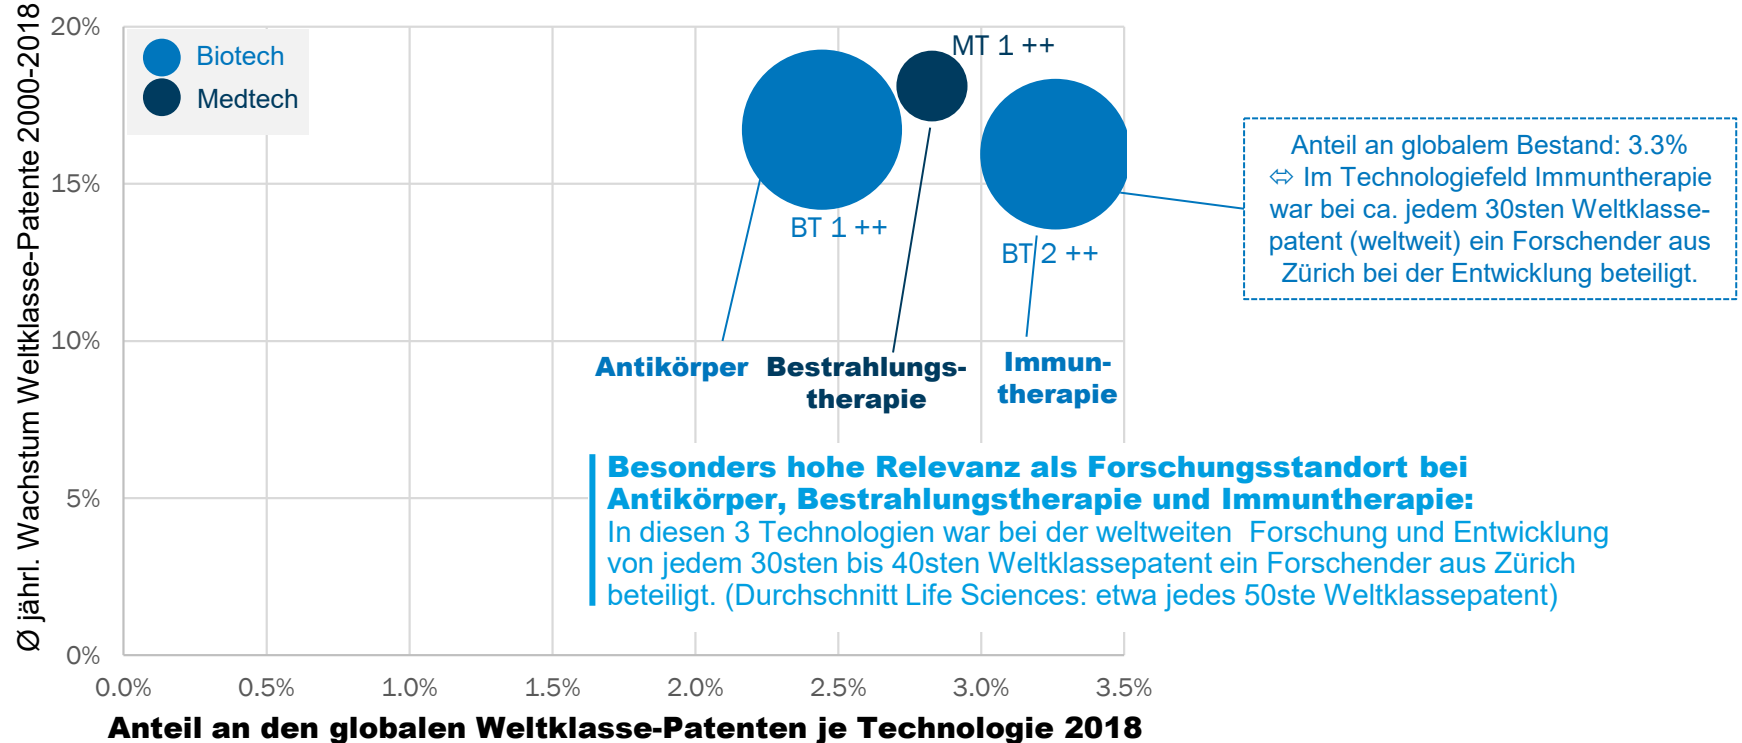 Ø jährl. Wachstum Weltklasse-Patente 2000-2018
20%
15%
10%
5%
0%
Biotech
Medtech
MT 1 ++
BT 1 ++
BT 2 ++
Antikörper
Bestrahlungs-
therapie
Immun-
therapie
Anteil an globalem Bestand: 3.3%
⇔ Im Technologiefeld Immuntherapie
war bei ca. jedem 30sten Weltklasse-
patent (weltweit) ein Forschender aus
Zürich bei der Entwicklung beteiligt.
Besonders hohe Relevanz als Forschungsstandort bei
Antikörper, Bestrahlungstherapie und Immuntherapie:
In diesen 3 Technologien war bei der weltweiten  Forschung und Entwicklung
von jedem 30sten bis 40sten Weltklassepatent ein Forschender aus Zürich
beteiligt. (Durchschnitt Life Sciences: etwa jedes 50ste Weltklassepatent)
0.0% 0.5% 1.0% 1.5% 2.0% 2.5% 3.0% 3.5%
Anteil an den globalen Weltklasse-Patenten je Technologie 2018